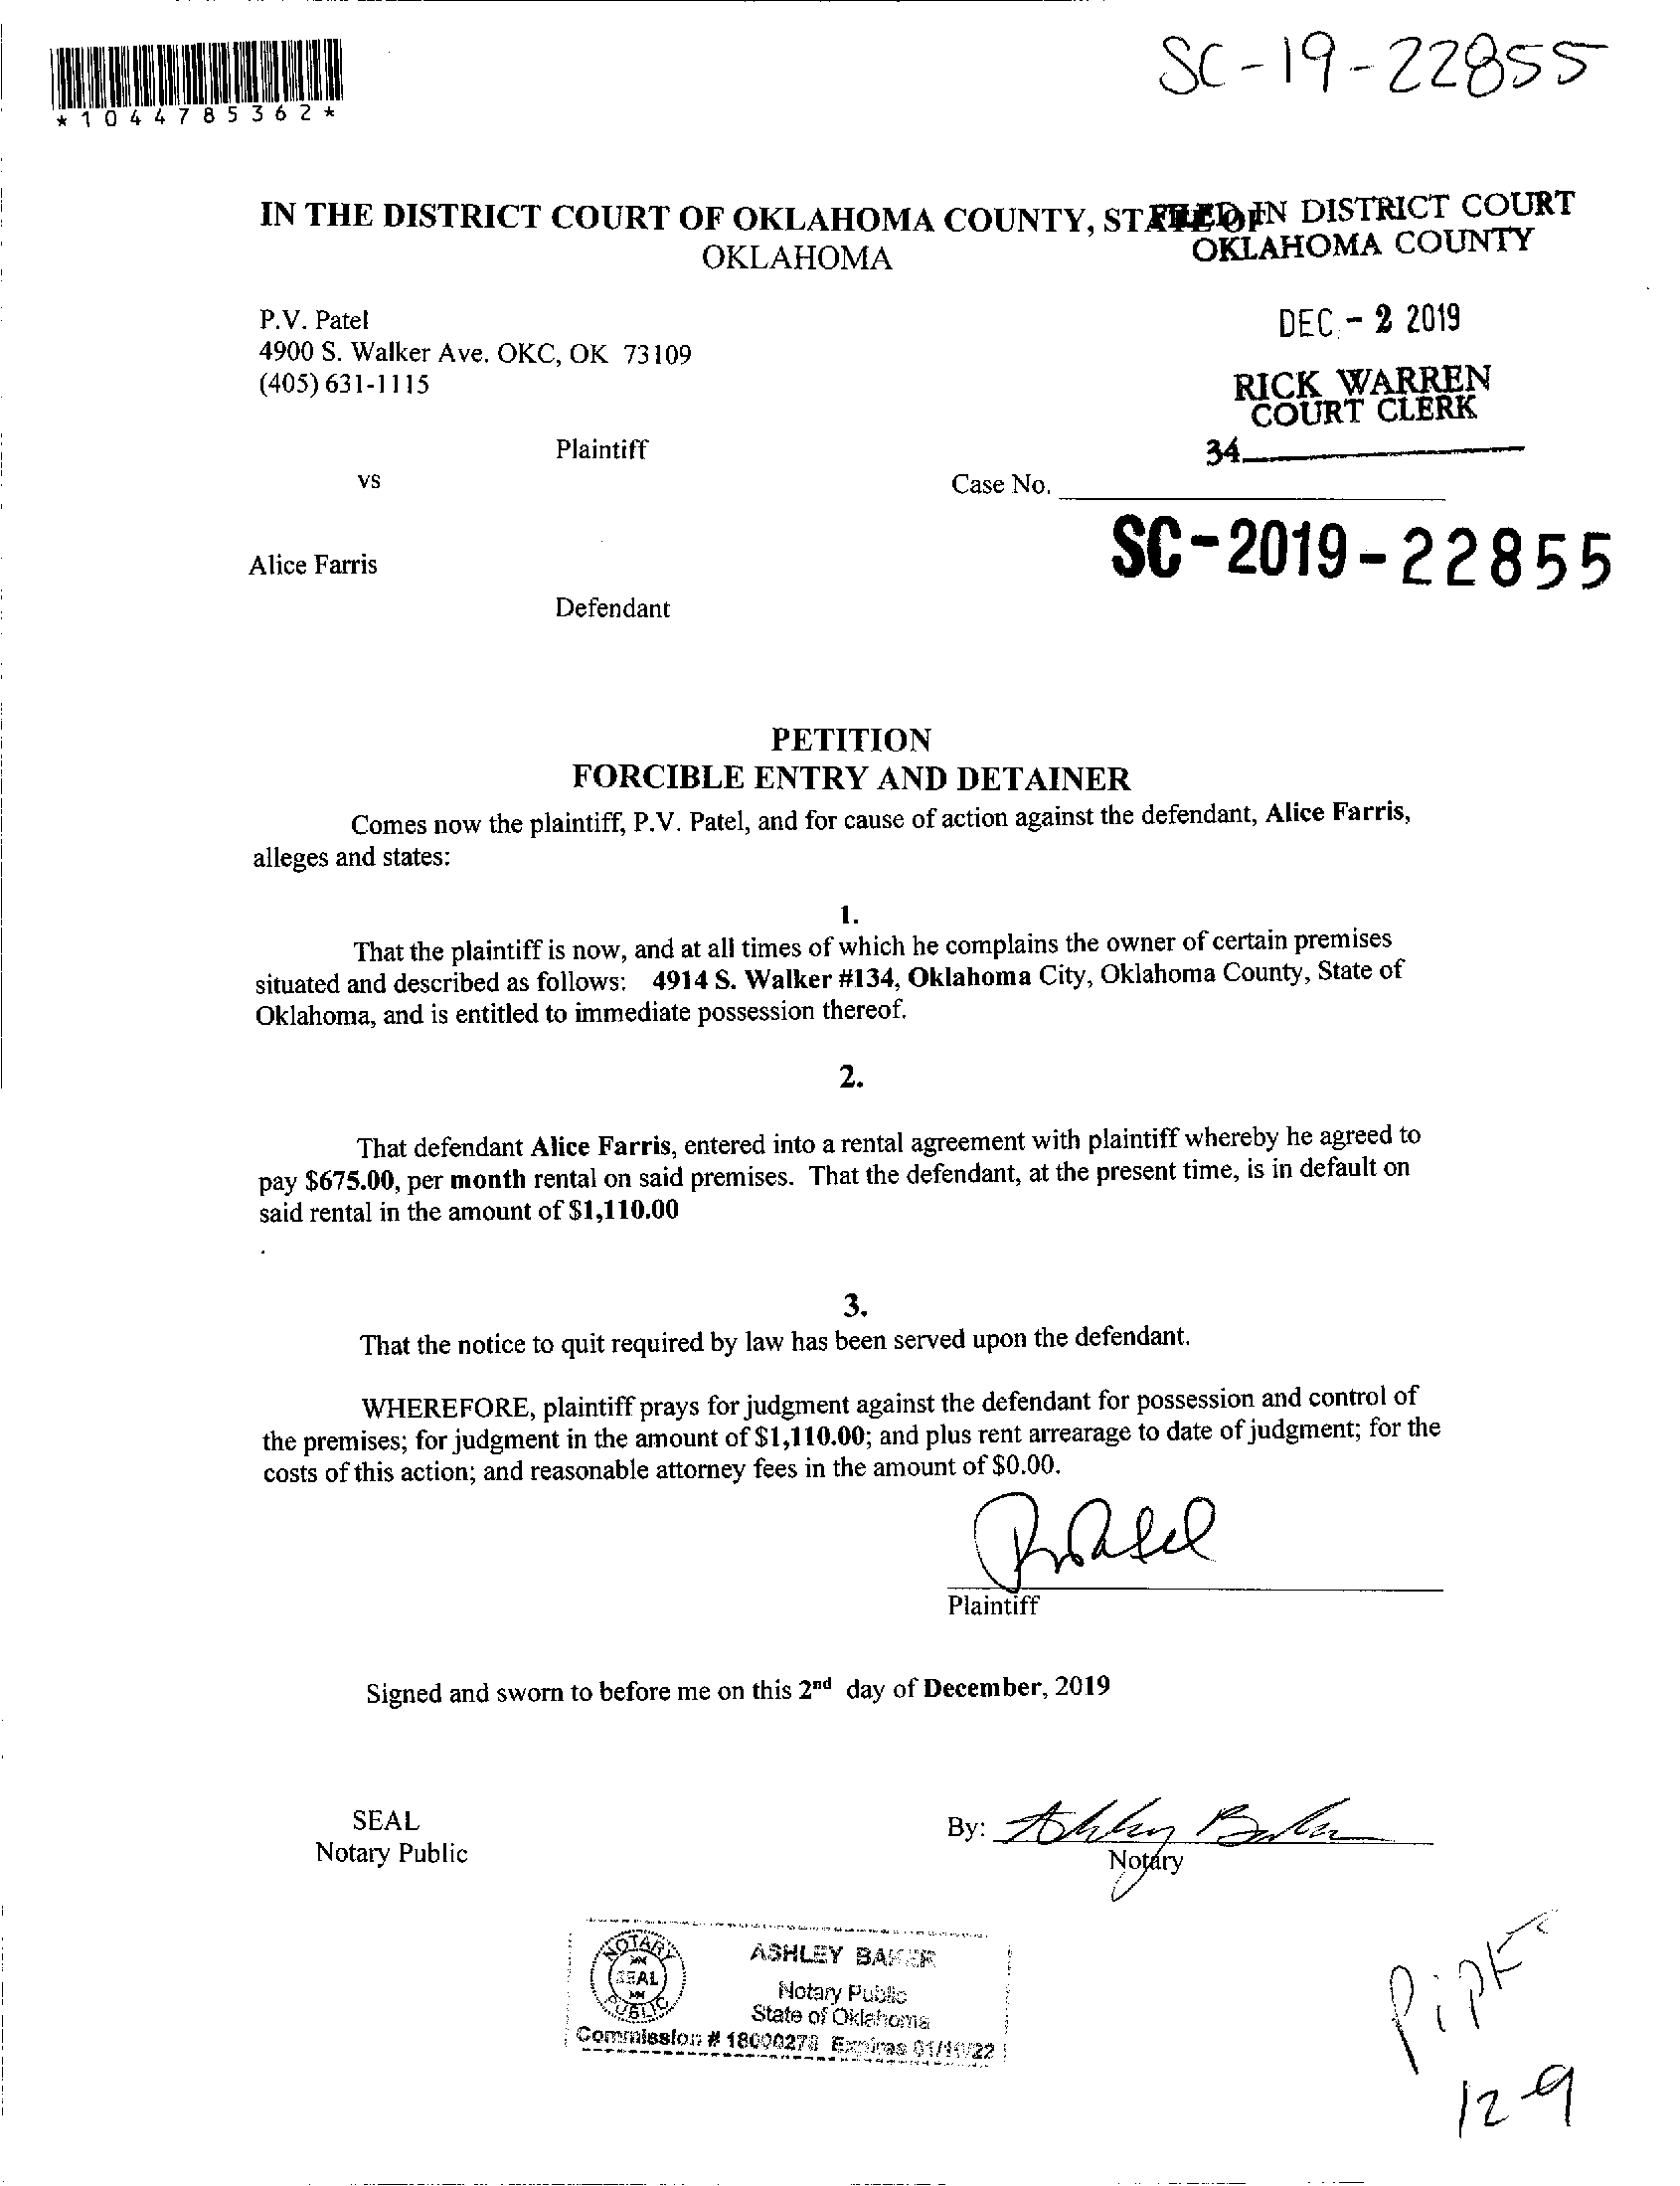 SC-19-22855
*1044785362*
IN THE DISTRICT COURT OF OKLAHOMA COUNTY, STATE OF
OKLAHOMA
FILED IN DISTRICT COURT
OKLAHOMA COUNTY
P.V. Patel
4900 S. Walker Ave. OKC, OK 73109
(405) 631-1115
DEC - 2 2019
RICK WARREN
COURT CLERK
34
Plaintiff
vs
Case No.
SC-2019-22855
Alice Farris
Defendant
PETITION
FORCIBLE ENTRY AND DETAINER
Comes now the plaintiff, P.V. Patel, and for cause of action against the defendant, Alice Farris,
alleges and states:
1.
That the plaintiff is now, and at all times of which he complains the owner of certain premises
situated and described as follows: 4914 S. Walker #134, Oklahoma City, Oklahoma County, State of
Oklahoma, and is entitled to immediate possession thereof.
2.
That defendant Alice Farris, entered into a rental agreement with plaintiff whereby he agreed to
pay $675.00, per month rental on said premises. That the defendant, at the present time, is in default on
said rental in the amount of $1,110.00
.
3.
That the notice to quit required by law has been served upon the defendant.
WHEREFORE, plaintiff prays for judgment against the defendant for possession and control of
the premises; for judgment in the amount of $1,110.00; and plus rent arrearage to date of judgment; for the
costs of this action; and reasonable attorney fees in the amount of $0.00.
Plaintiff
Signed and sworn to before me on this 2nd day of December, 2019
SEAL
Notary Public
By: Ashley Baker
Notary
NOTARY
SEAL
PUBLIC
ASHLEY BAKER
Notary Public
State of Oklahoma
Commission # 18000278 Expires 01/10/22
12-9